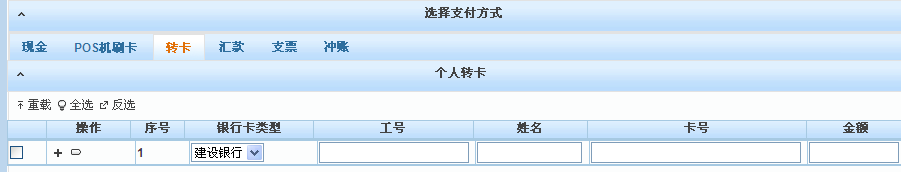 选择支付方式
现金 POS机刷卡 转卡 汇款 支票 冲账
个人转卡
重载 全选 反选
操作 序号 银行卡类型 工号 姓名 卡号 金额
1 建设银行